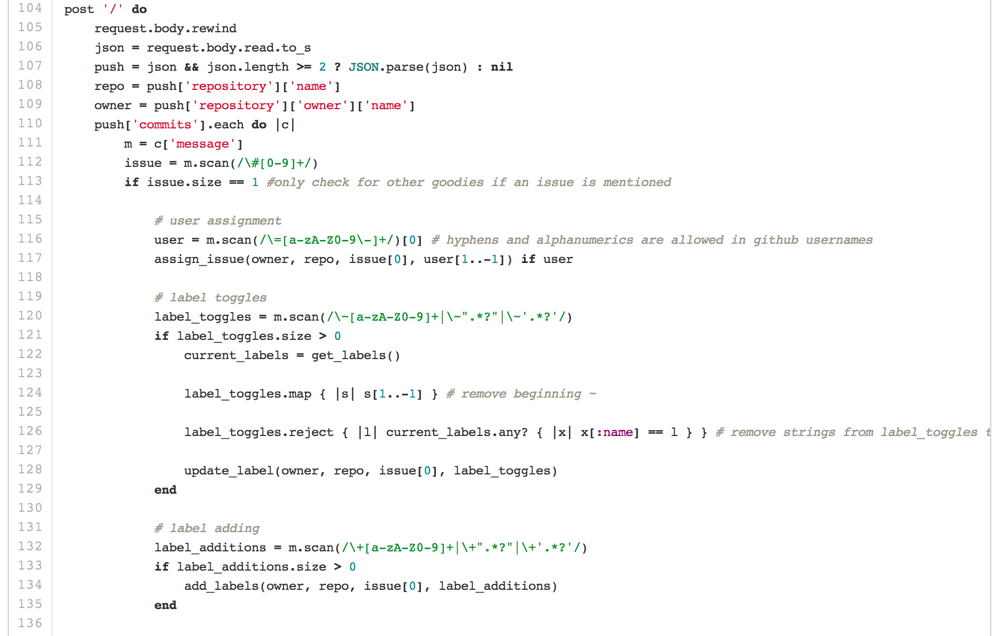 104 post '/' do
105     request.body.rewind
106     json = request.body.read.to_s
107     push = json && json.length >= 2 ? JSON.parse(json) : nil
108     repo = push['repository']['name']
109     owner = push['repository']['owner']['name']
110     push['commits'].each do |c|
111         m = c['message']
112         issue = m.scan(/\#[0-9]+/)
113         if issue.size == 1 #only check for other goodies if an issue is mentioned
114
115             # user assignment
116             user = m.scan(/\=[a-zA-Z0-9\-]+/)[0] # hyphens and alphanumerics are allowed in github usernames
117             assign_issue(owner, repo, issue[0], user[1..-1]) if user
118
119             # label toggles
120             label_toggles = m.scan(/\~[a-zA-Z0-9]+|\~".*?"|\~'.*?'/)
121             if label_toggles.size > 0
122                 current_labels = get_labels()
123
124                 label_toggles.map { |s| s[1..-1] } # remove beginning ~
125
126                 label_toggles.reject { |l| current_labels.any? { |x| x[:name] == l } } # remove strings from label_toggles
127
128                 update_label(owner, repo, issue[0], label_toggles)
129             end
130
131             # label adding
132             label_additions = m.scan(/\+[a-zA-Z0-9]+|\+".*?"|\+'.*?'/)
133             if label_additions.size > 0
134                 add_labels(owner, repo, issue[0], label_additions)
135             end
136